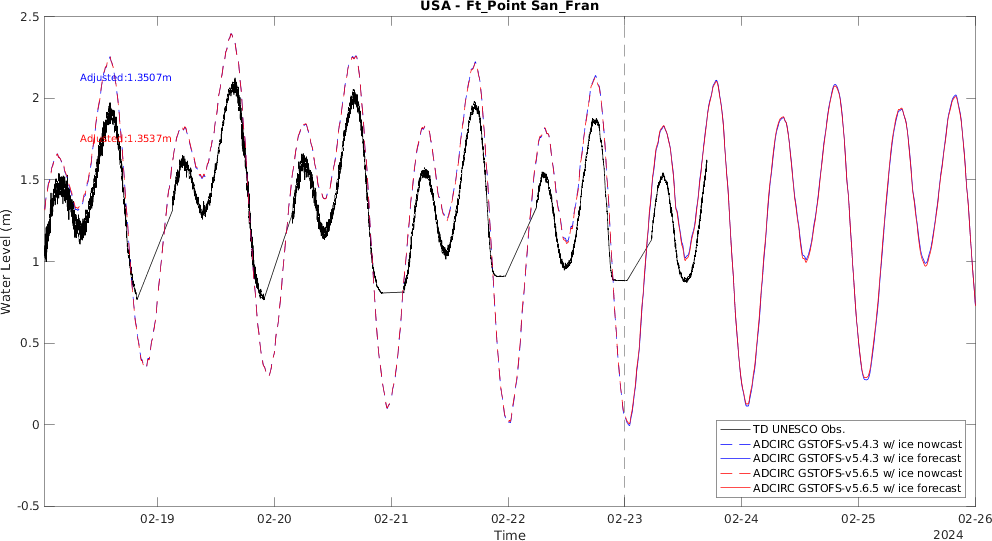 USA - Ft_Point San_Fran
2.5
2
1.5
1
0.5
0
-0.5
Water Level (m)
Adjusted:1.3507m
Adjusted:1.3537m
TD UNESCO Obs.
ADCIRC GSTOFS-v5.4.3 w/ ice nowcast
ADCIRC GSTOFS-v5.4.3 w/ ice forecast
ADCIRC GSTOFS-v5.6.5 w/ ice nowcast
ADCIRC GSTOFS-v5.6.5 w/ ice forecast
02-19 02-20 02-21 02-22 02-23 02-24 02-25 02-26
Time
2024